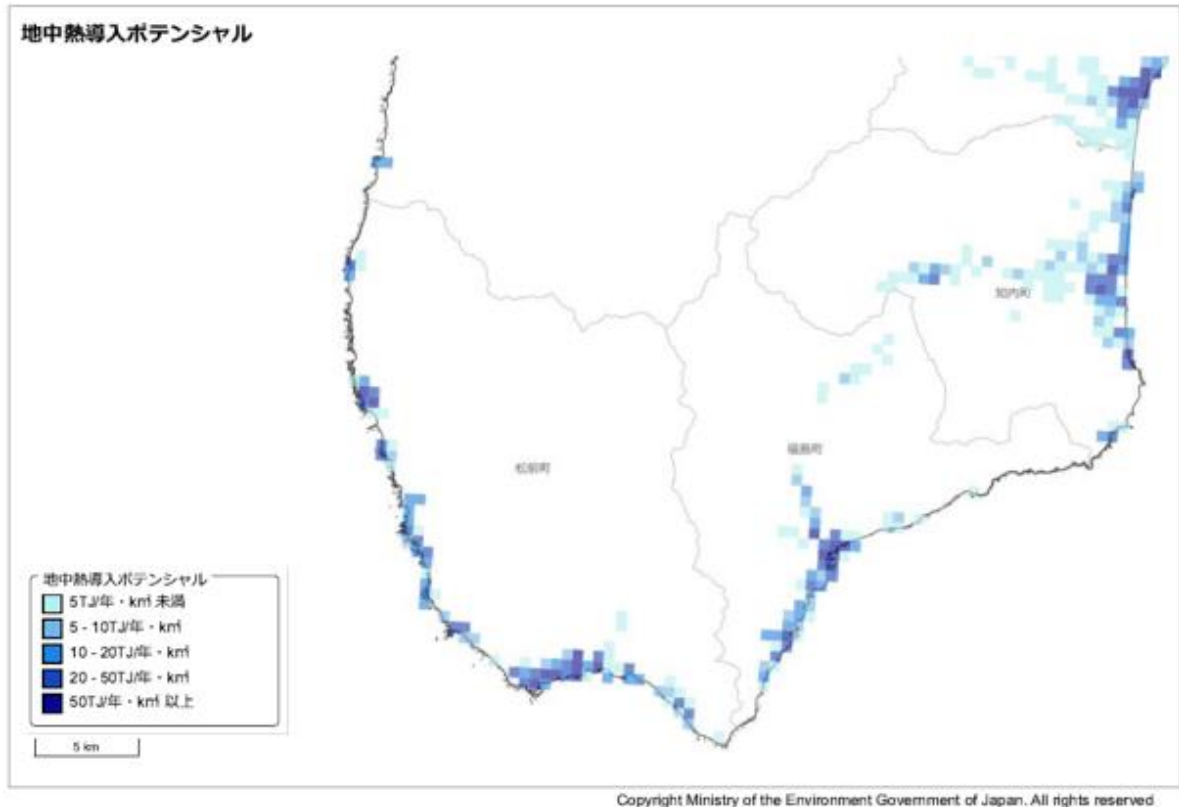 地中熱導入ポテンシャル
知内町
福島町
松前町
地中熱導入ポテンシャル
5TJ/年・k㎡ 未満
5 - 10TJ/年・k㎡
10 - 20TJ/年・k㎡
20 - 50TJ/年・k㎡
50TJ/年・k㎡ 以上
5 km
Copyright Ministry of the Environment Government of Japan. All rights reserved